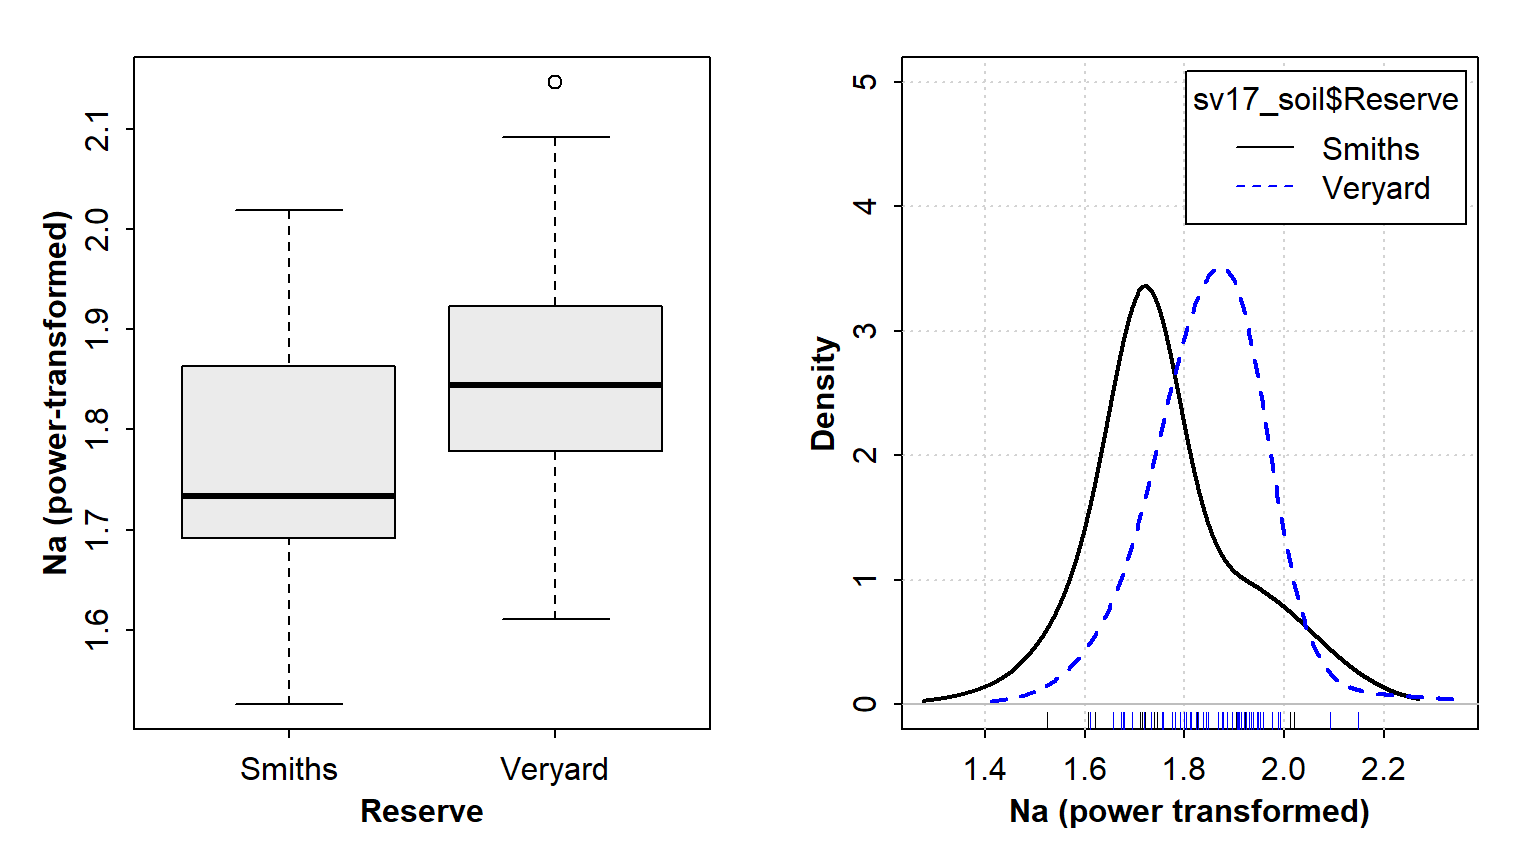 Na (power-transformed)
2.1
2.0
1.9
1.8
1.7
1.6
Smiths Veryard
Reserve
Density
5
4
3
2
1
0
sv17_soil$Reserve
Smiths
Veryard
1.4 1.6 1.8 2.0 2.2
Na (power transformed)